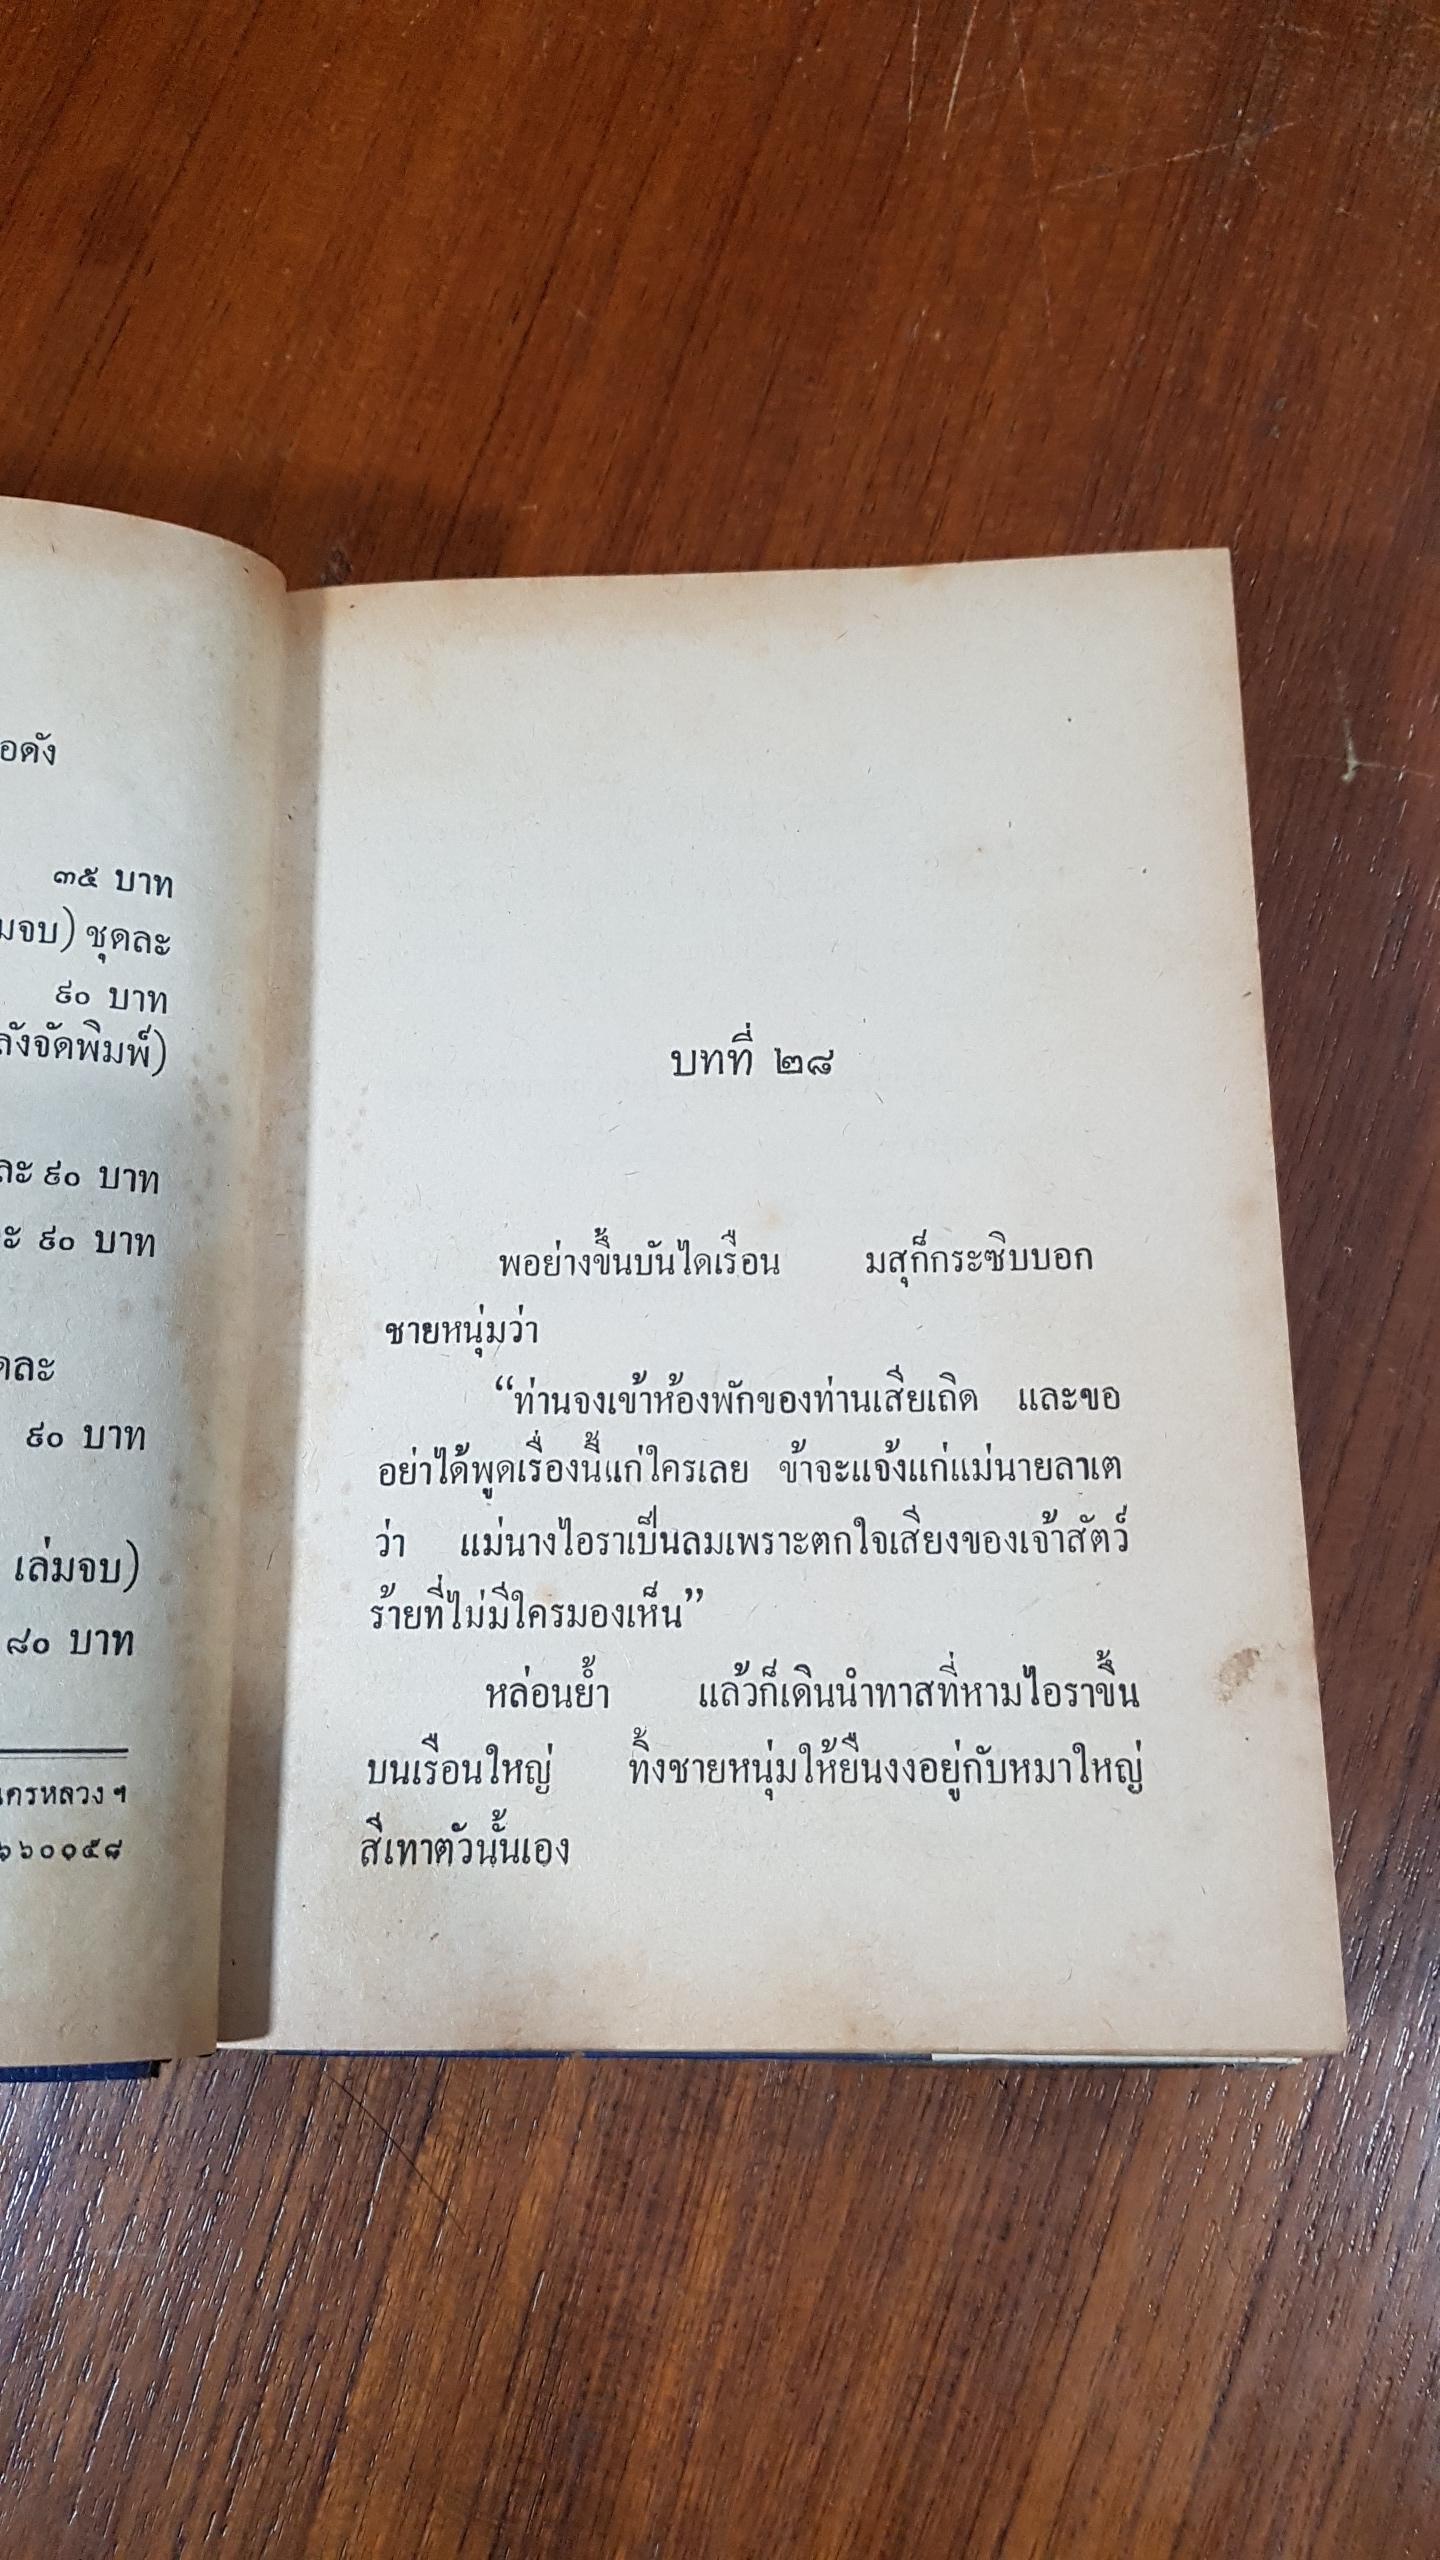 อดัง
๓๕ บาท
มจบ) ชุดละ
๙๐ บาท
ลังจัดพิมพ์)
ละ ๙๐ บาท
ะ ๙๐ บาท
ดละ
๙๐ บาท
เล่มจบ)
๘๐ บาท
นครหลวง ฯ
๖๖๐๐๕๘
บทที่ ๒๘
พอย่างขึ้นบันไดเรือน มสุก็กระซิบบอก
ชายหนุ่มว่า
“ท่านจงเข้าห้องพักของท่านเสียเถิด และขอ
อย่าได้พูดเรื่องนี้แก่ใครเลย ข้าจะแจ้งแก่แม่นายลาเต
ว่า แม่นางไอราเป็นลมเพราะตกใจเสียงของเจ้าสัตว์
ร้ายที่ไม่มีใครมองเห็น”
หล่อนย้ำ แล้วก็เดินนำทาสที่หามไอราขึ้น
บนเรือนใหญ่ ทิ้งชายหนุ่มให้ยืนงงอยู่กับหมาใหญ่
สีเทาตัวนั้นเอง